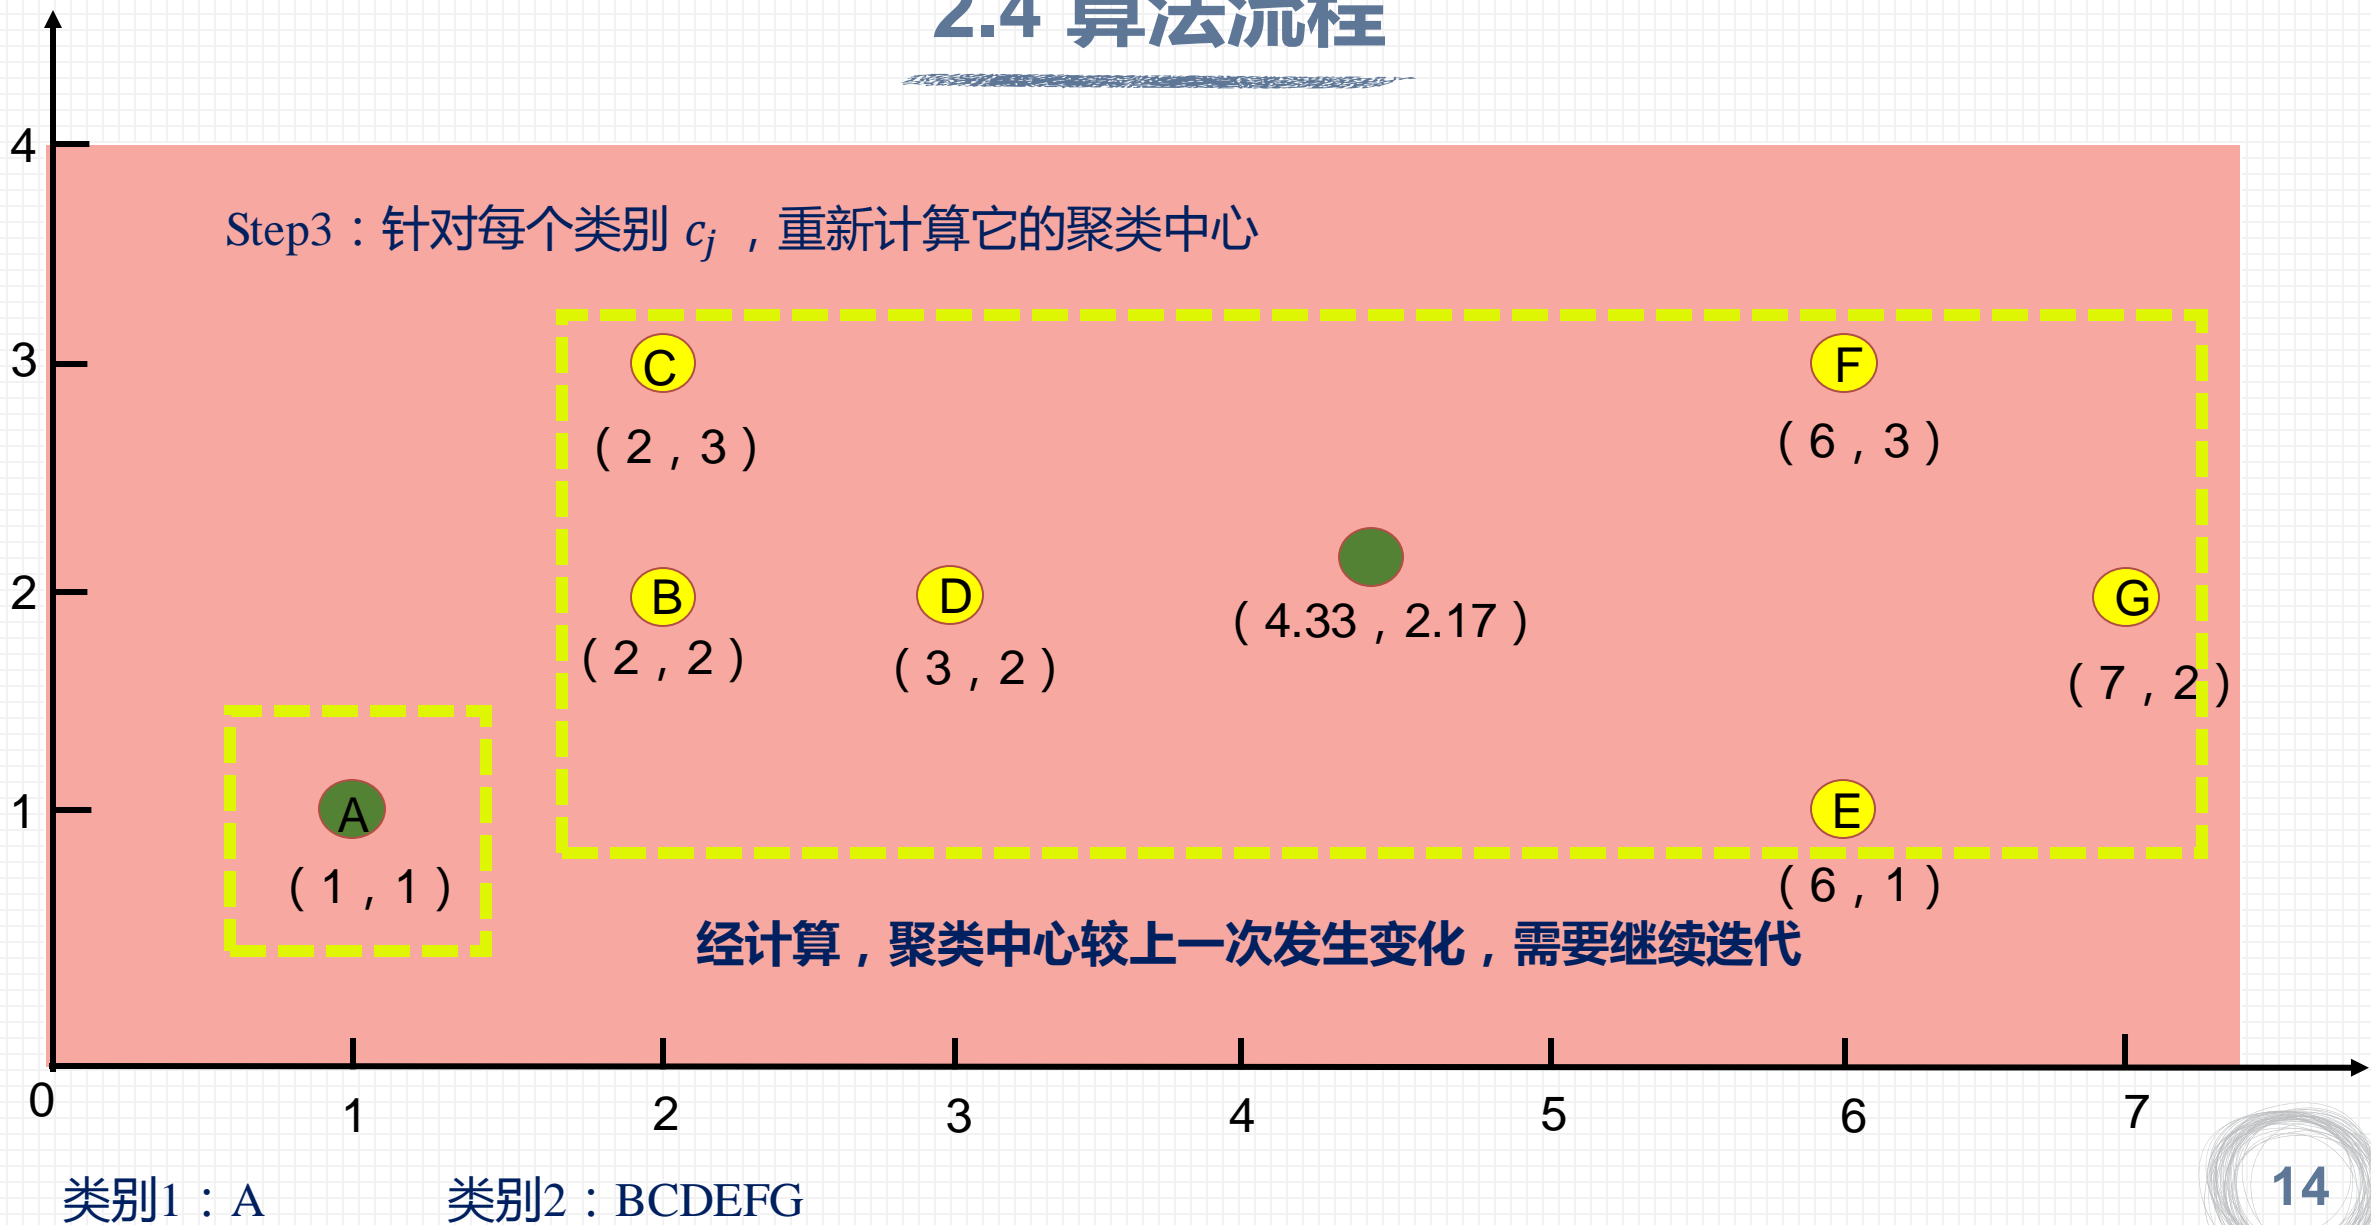 2.4 算法流程
4
Step3：针对每个类别 cj ，重新计算它的聚类中心
3
C
F
（2，3）
（6，3）
2
B
D
G
（4.33，2.17）
（2，2）
（3，2）
（7，2）
1
A
E
（1，1）
（6，1）
经计算，聚类中心较上一次发生变化，需要继续迭代
0
1 2 3 4 5 6 7
类别1：A 类别2：BCDEFG
14